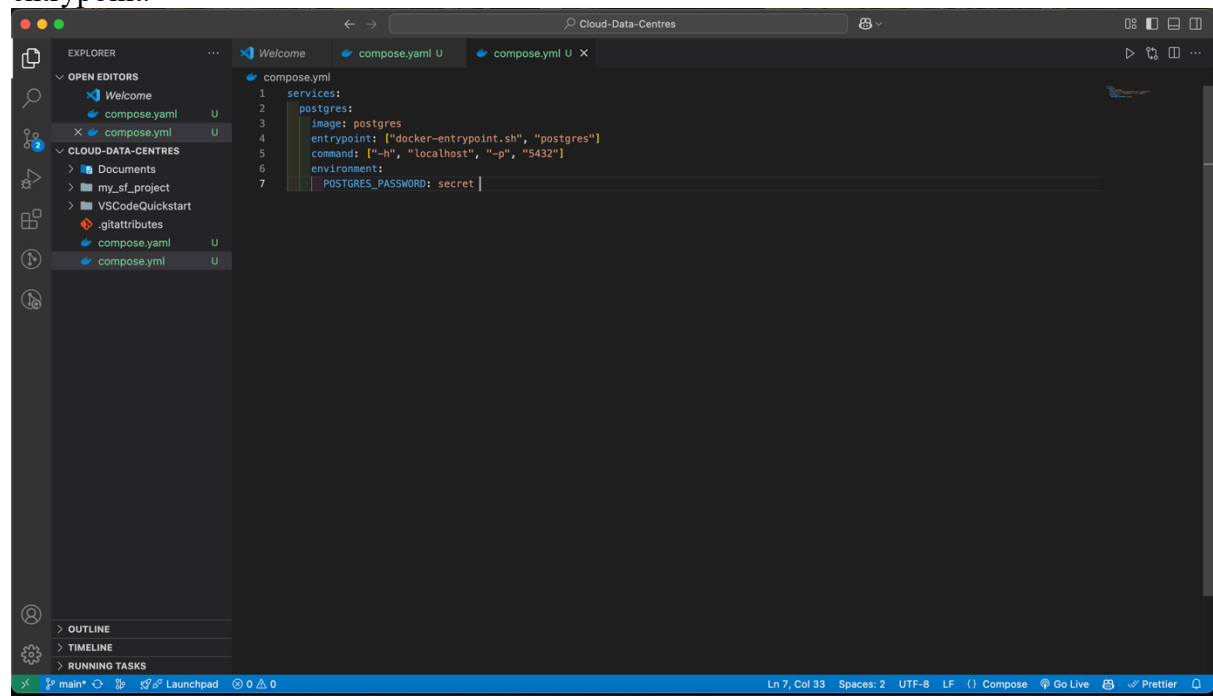 entrypoint.
Cloud-Data-Centres
EXPLORER
Welcome
compose.yaml U
compose.yml U
OPEN EDITORS
Welcome
compose.yaml U
compose.yml U
CLOUD-DATA-CENTRES
Documents
my_sf_project
VSCodeQuickstart
.gitattributes
compose.yaml U
compose.yml U
2
compose.yml
1 services:
2 postgres:
3 image: postgres
4 entrypoint: ["docker-entrypoint.sh", "postgres"]
5 command: ["-h", "localhost", "-p", "5432"]
6 environment:
7 POSTGRES_PASSWORD: secret
OUTLINE
TIMELINE
RUNNING TASKS
main* Launchpad 0 0 Ln 7, Col 33 Spaces: 2 UTF-8 LF {} Compose Go Live Prettier